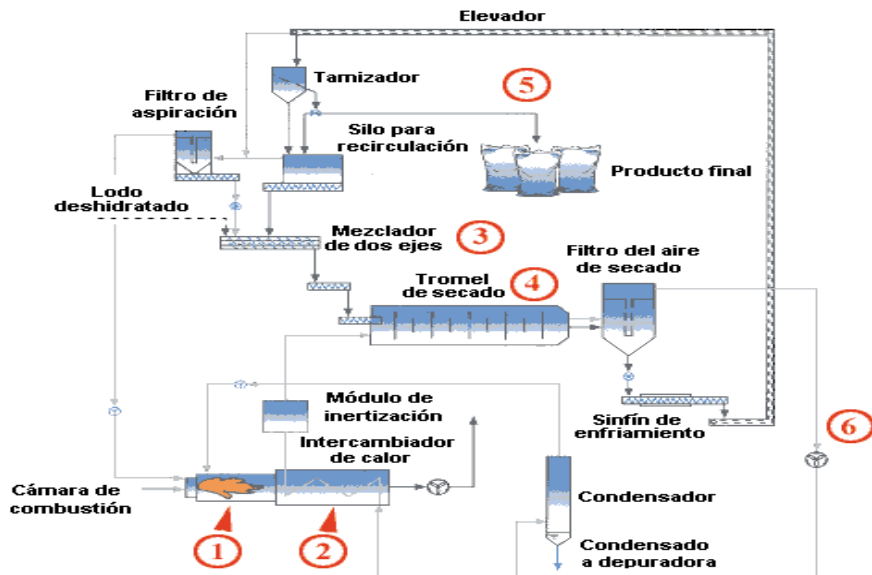 Elevador
Tamizador
5
Filtro de
aspiración
Silo para
recirculación
Producto final
Lodo
deshidratado
Mezclador
de dos ejes
3
Filtro del aire
de secado
Tromel
de secado
4
Módulo de
inertización
Sinfín de
enfriamiento
6
Intercambiador
de calor
Cámara de
combustión
Condensador
1
2
Condensado
a depuradora